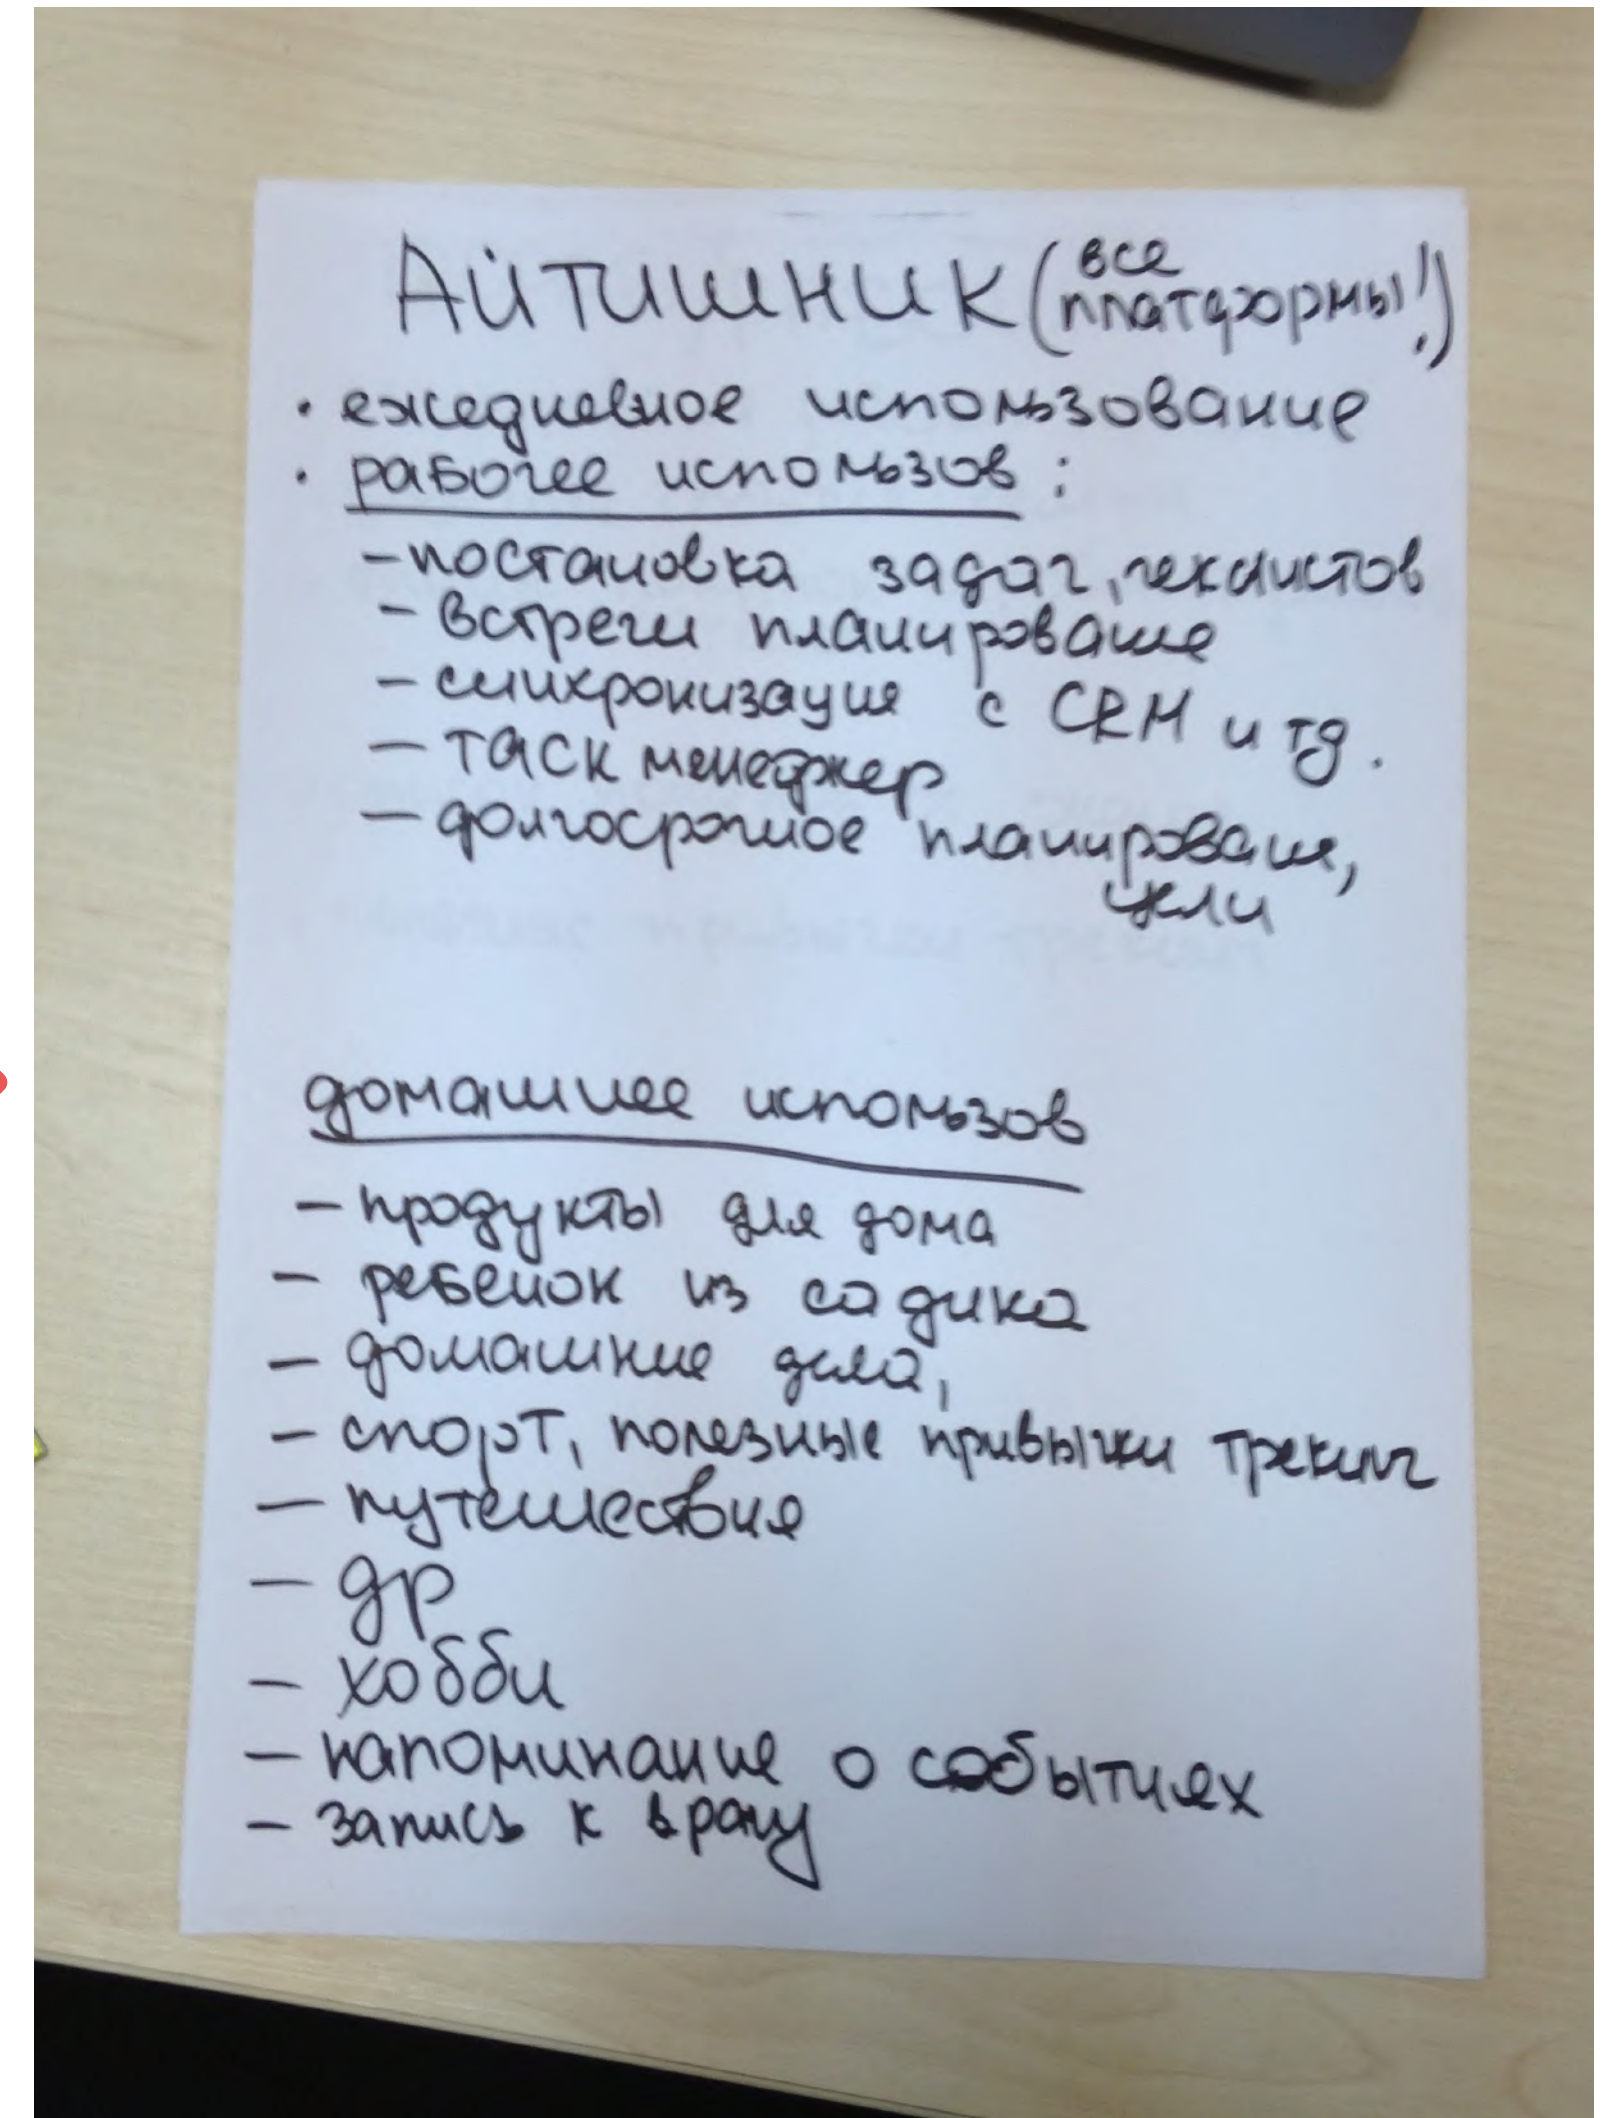 Айтишник (все платформы!)
• ежедневное использование
• рабочее использов:
– постановка задач, чеклистов
– встречи планирование
– синхронизация с CRM и тд.
– таск менеджер
– долгосрочное планирование,
цели
домашнее использов
– продукты для дома
– ребенок из садика
– домашние дела,
– спорт, полезные привычки трекинг
– путешествия
– др
– хобби
– напоминание о событиях
– запись к врачу